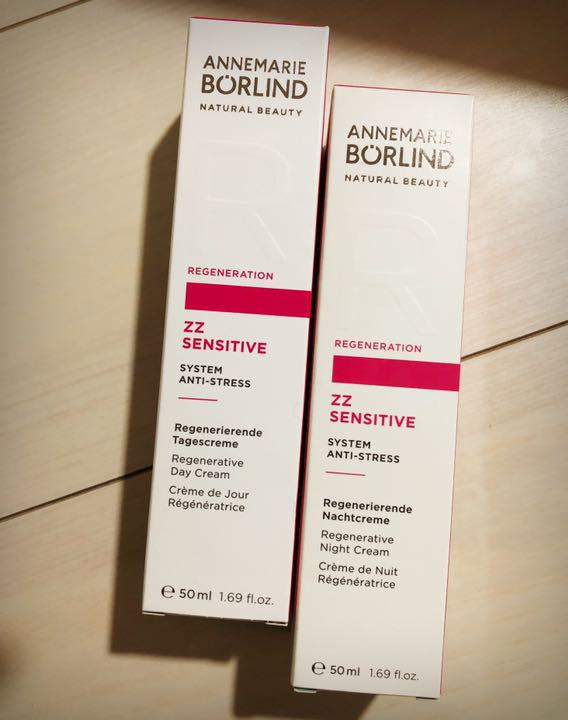 ANNEMARIE
BÖRLIND
NATURAL BEAUTY
R
REGENERATION
ZZ
SENSITIVE
SYSTEM
ANTI-STRESS
Regenerierende
Tagescreme
Regenerative
Day Cream
Crème de Jour
Régénératrice
℮ 50 ml 1.69 fl.oz.
ANNEMARIE
BÖRLIND
NATURAL BEAUTY
R
REGENERATION
ZZ
SENSITIVE
SYSTEM
ANTI-STRESS
Regenerierende
Nachtcreme
Regenerative
Night Cream
Crème de Nuit
Régénératrice
℮ 50 ml 1.69 fl.oz.